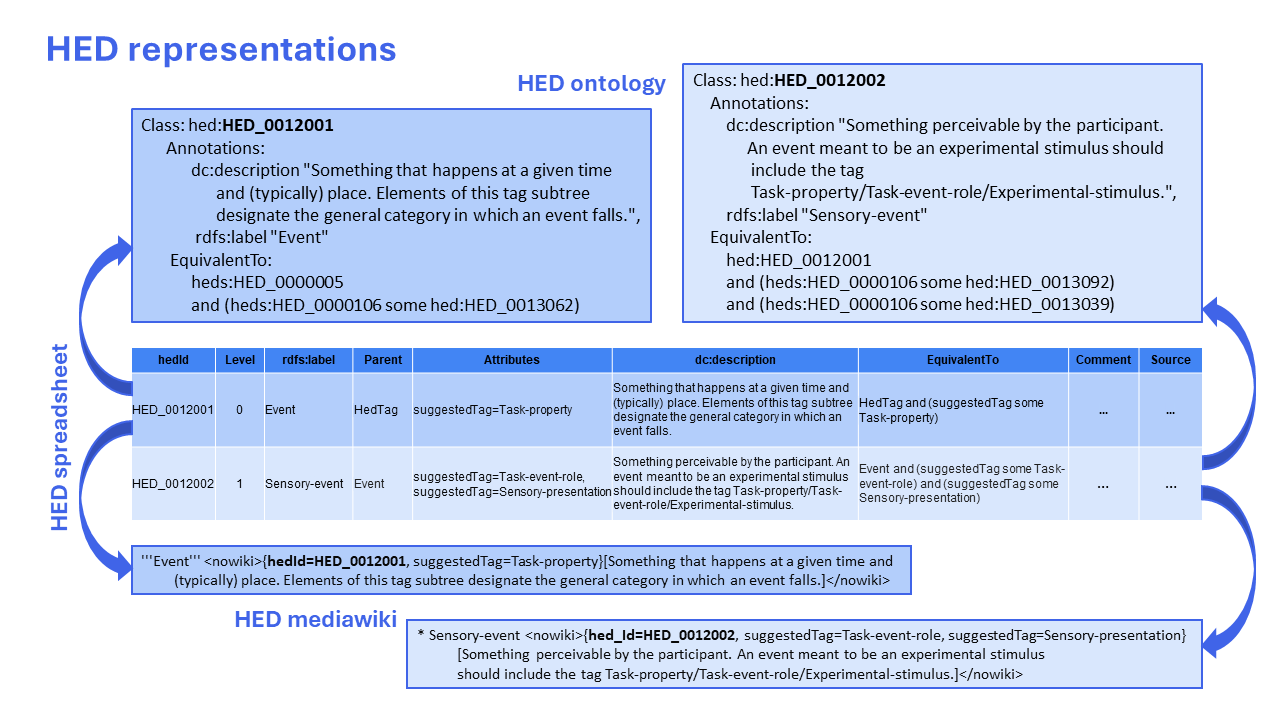 HED representations
HED ontology
Class: hed:HED_0012001
Annotations:
dc:description "Something that happens at a given time
and (typically) place. Elements of this tag subtree
designate the general category in which an event falls.",
rdfs:label "Event"
EquivalentTo:
heds:HED_0000005
and (heds:HED_0000106 some hed:HED_0013062)
Class: hed:HED_0012002
Annotations:
dc:description "Something perceivable by the participant.
An event meant to be an experimental stimulus should
include the tag
Task-property/Task-event-role/Experimental-stimulus.",
rdfs:label "Sensory-event"
EquivalentTo:
hed:HED_0012001
and (heds:HED_0000106 some hed:HED_0013092)
and (heds:HED_0000106 some hed:HED_0013039)
HED spreadsheet
hedId Level rdfs:label Parent Attributes dc:description EquivalentTo Comment Source
HED_0012001 0 Event HedTag suggestedTag=Task-property
Something that happens at a given time and
(typically) place. Elements of this tag subtree
designate the general category in which an
event falls.
HedTag and (suggestedTag some
Task-property)
... ...
HED_0012002 1 Sensory-event Event
suggestedTag=Task-event-role,
suggestedTag=Sensory-presentation
Something perceivable by the participant. An
event meant to be an experimental stimulus
should include the tag Task-property/Task-
event-role/Experimental-stimulus.
Event and (suggestedTag some Task-
event-role) and (suggestedTag some
Sensory-presentation)
... ...
'''Event''' <nowiki>{hedId=HED_0012001, suggestedTag=Task-property}[Something that happens at a given time and
(typically) place. Elements of this tag subtree designate the general category in which an event falls.]</nowiki>
HED mediawiki
* Sensory-event <nowiki>{hed_Id=HED_0012002, suggestedTag=Task-event-role, suggestedTag=Sensory-presentation}
[Something perceivable by the participant. An event meant to be an experimental stimulus
should include the tag Task-property/Task-event-role/Experimental-stimulus.]</nowiki>